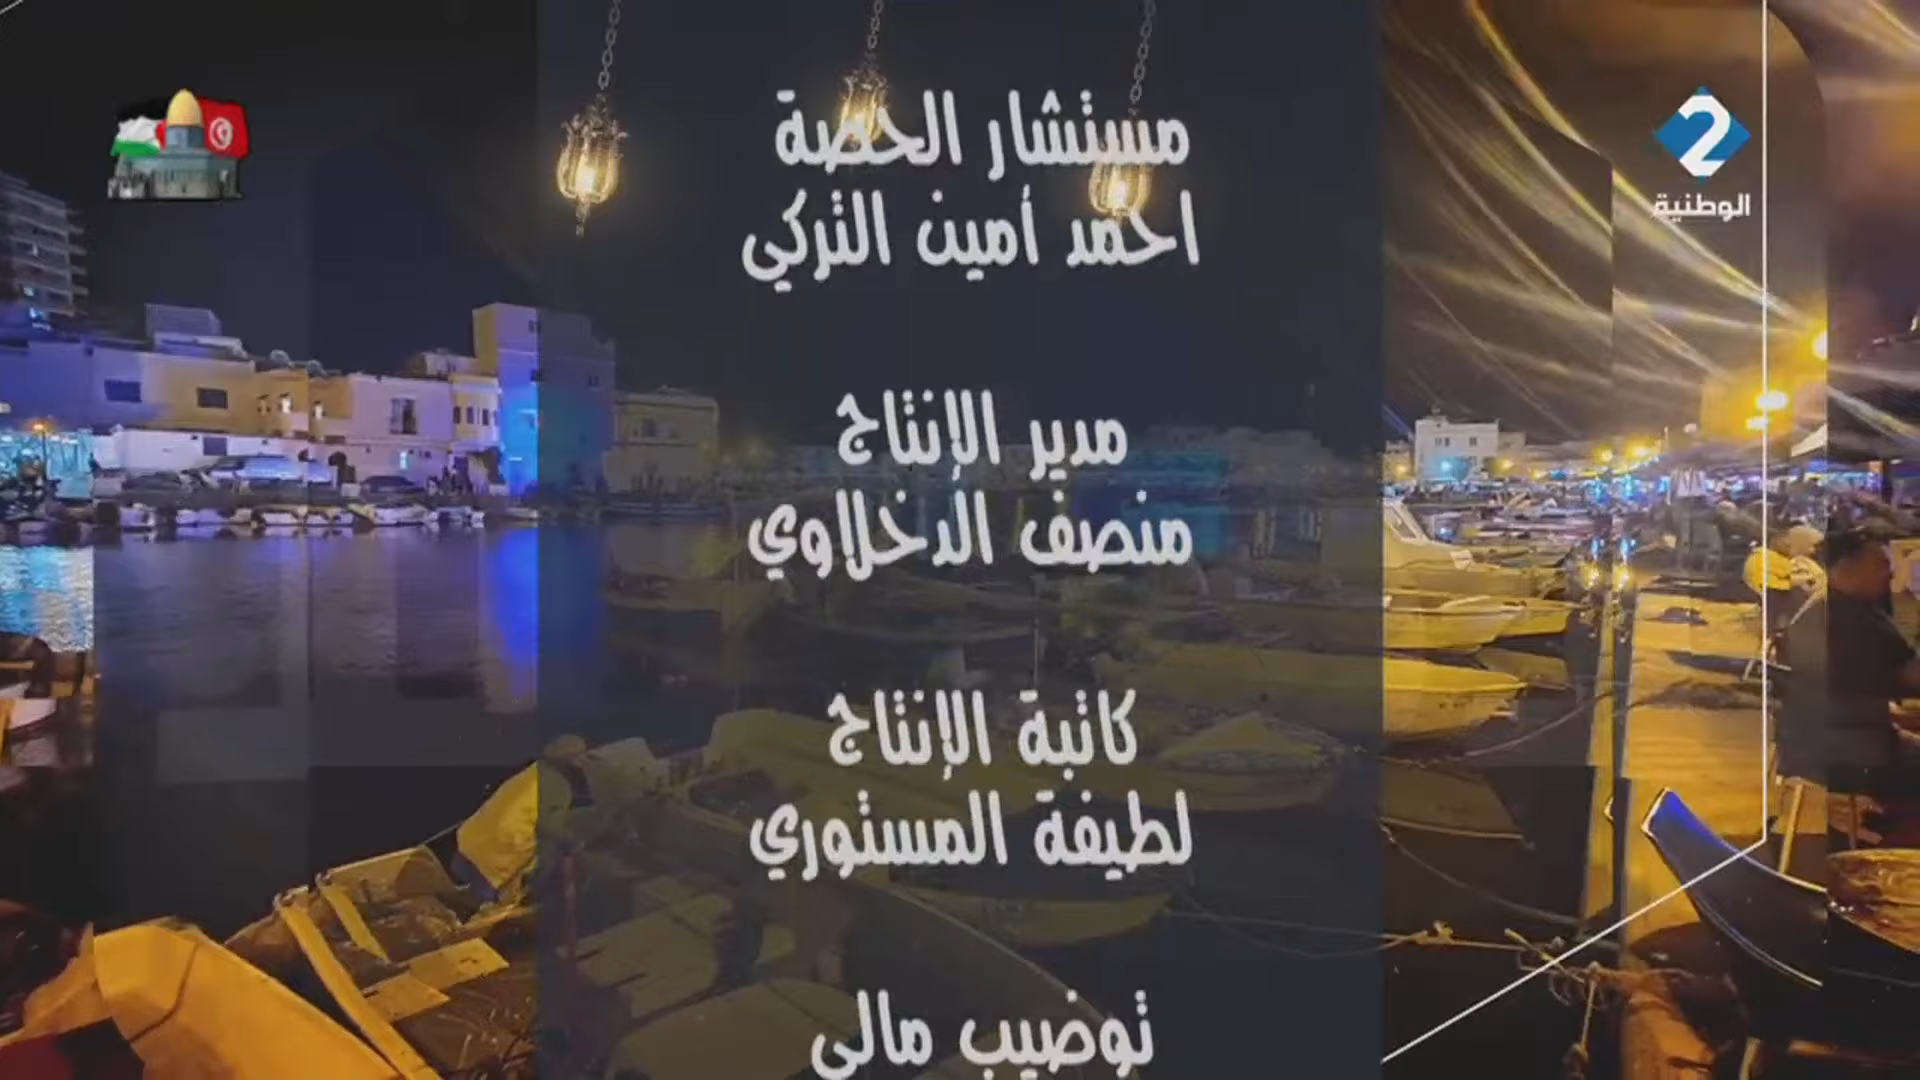 مستشار الحصة
احمد أمين التركي
مدير الإنتاج
منصف الدخلاوي
كاتبة الإنتاج
لطيفة المستوري
توضيب مالي
2
الوطنية